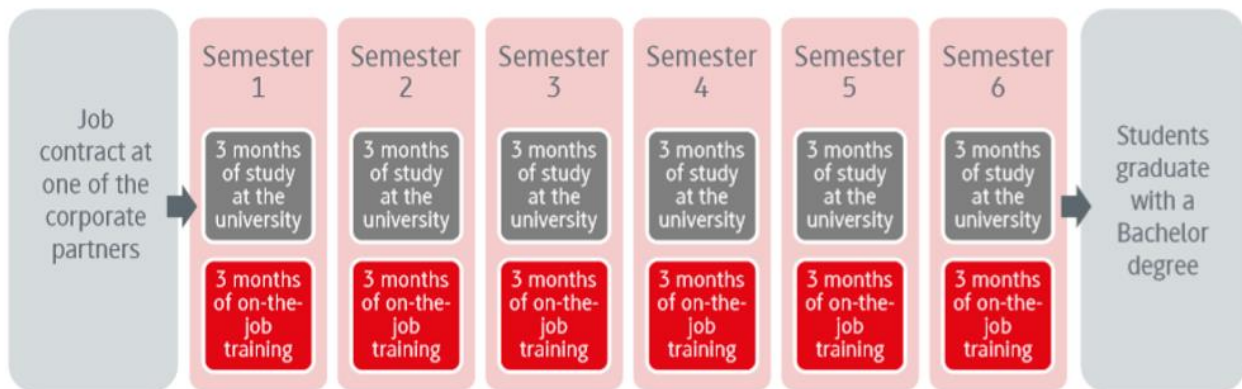 Job
contract at
one of the
corporate
partners
Semester
1
3 months
of study
at the
university
3 months
of on-the-
job
training
Semester
2
3 months
of study
at the
university
3 months
of on-the-
job
training
Semester
3
3 months
of study
at the
university
3 months
of on-the-
job
training
Semester
4
3 months
of study
at the
university
3 months
of on-the-
job
training
Semester
5
3 months
of study
at the
university
3 months
of on-the-
job
training
Semester
6
3 months
of study
at the
university
3 months
of on-the-
job
training
Students
graduate
with a
Bachelor
degree